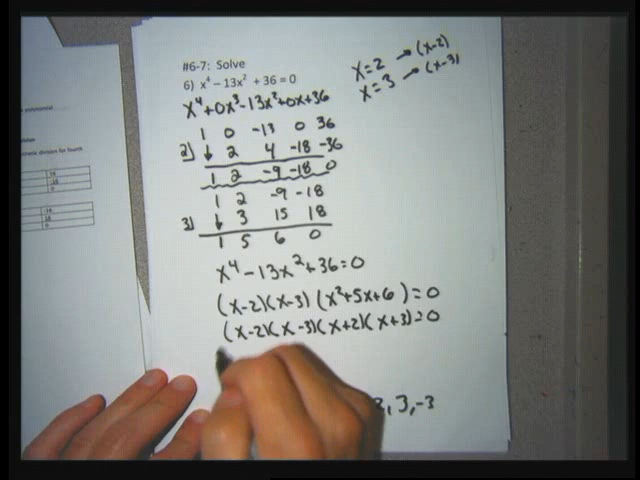 #6-7: Solve
6) x⁴ – 13x² + 36 = 0
x=2 → (x-2)
x=3 → (x-3)
x⁴+0x³-13x²+0x+36
1 0 -13 0 36
2) ↓ 2 4 -18 -36
1 2 -9 -18 0
1 2 -9 -18
3) ↓ 3 15 18
1 5 6 0
x⁴-13x²+36=0
(x-2)(x-3)(x²+5x+6)=0
(x-2)(x-3)(x+2)(x+3)=0
, 3, -3